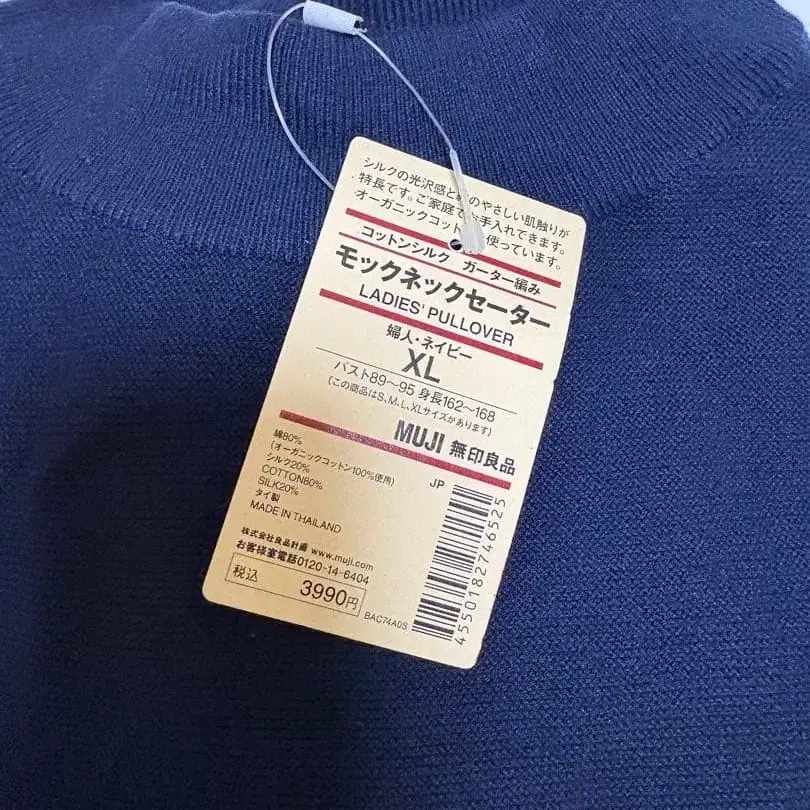 シルクの光沢感と のやさしい肌触りが
特長です。ご家庭でお手入れできます。
オーガニックコット 使っています。
コットンシルク ガーター編み
モックネックセーター
LADIES' PULLOVER
婦人・ネイビー
XL
バスト89～95 身長162～168
(この商品はS、M、L、XLサイズがあります)
MUJI 無印良品
綿80%
(オーガニックコットン100%使用)
シルク20%
COTTON80%
SILK20%
タイ製
MADE IN THAILAND
株式会社良品計画 www.muji.com
お客様室電話0120-14-6404
税込 3990円
BAC74A0S
JP
4550182746525